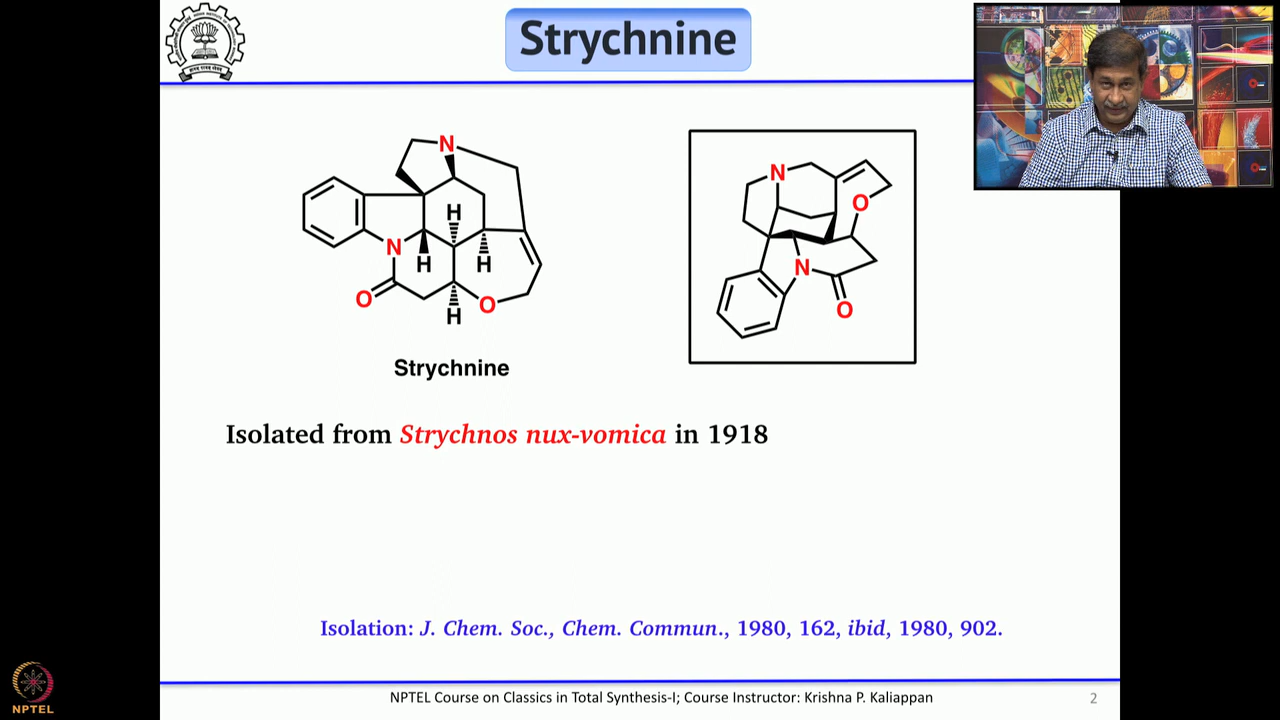 Strychnine
N
H
N
H
H
O
O
H
Strychnine
N
O
N
O
Isolated from Strychnos nux-vomica in 1918
Isolation: J. Chem. Soc., Chem. Commun., 1980, 162, ibid, 1980, 902.
NPTEL Course on Classics in Total Synthesis-I; Course Instructor: Krishna P. Kaliappan
2
NPTEL